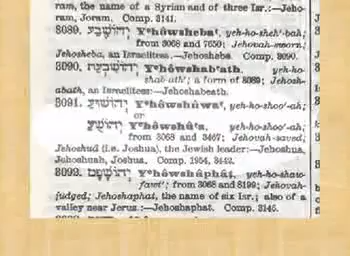 ram, the name of a Syrian and of three Isr.:—Jeho-
ram, Joram. Comp. 3141.
3089. יְהוֹשֶׁבַע Yᵉhôwshebaʻ, yeh-ho-sheh'-bah;
from 3068 and 7650; Jehovah-sworn;
Jehosheba, an Israelitess:—Jehosheba. Comp. 3090.
3090. יְהוֹשַׁבְעַת Yᵉhôwshabʻath, yeh-ho-
shab-ath'; a form of 3089; Jehosh-
abath, an Israelitess:—Jehoshabeath.
3091. יְהוֹשׁוּעַ Yᵉhôwshûwaʻ, yeh-ho-shoo'-ah;
or
יְהוֹשֻׁעַ Yᵉhôwshûʻa, yeh-ho-shoo'-ah;
from 3068 and 3467; Jehovah-saved;
Jehoshuä (i.e. Joshua), the Jewish leader:—Jehoshua,
Jehoshuah, Joshua. Comp. 1954, 3442.
3092. יְהוֹשָׁפָט Yᵉhôwshâphâṭ, yeh-ho-shaw-
fawt'; from 3068 and 8199; Jehovah-
judged; Jehoshaphat, the name of six Isr.; also of a
valley near Jerus.:—Jehoshaphat. Comp. 3146.